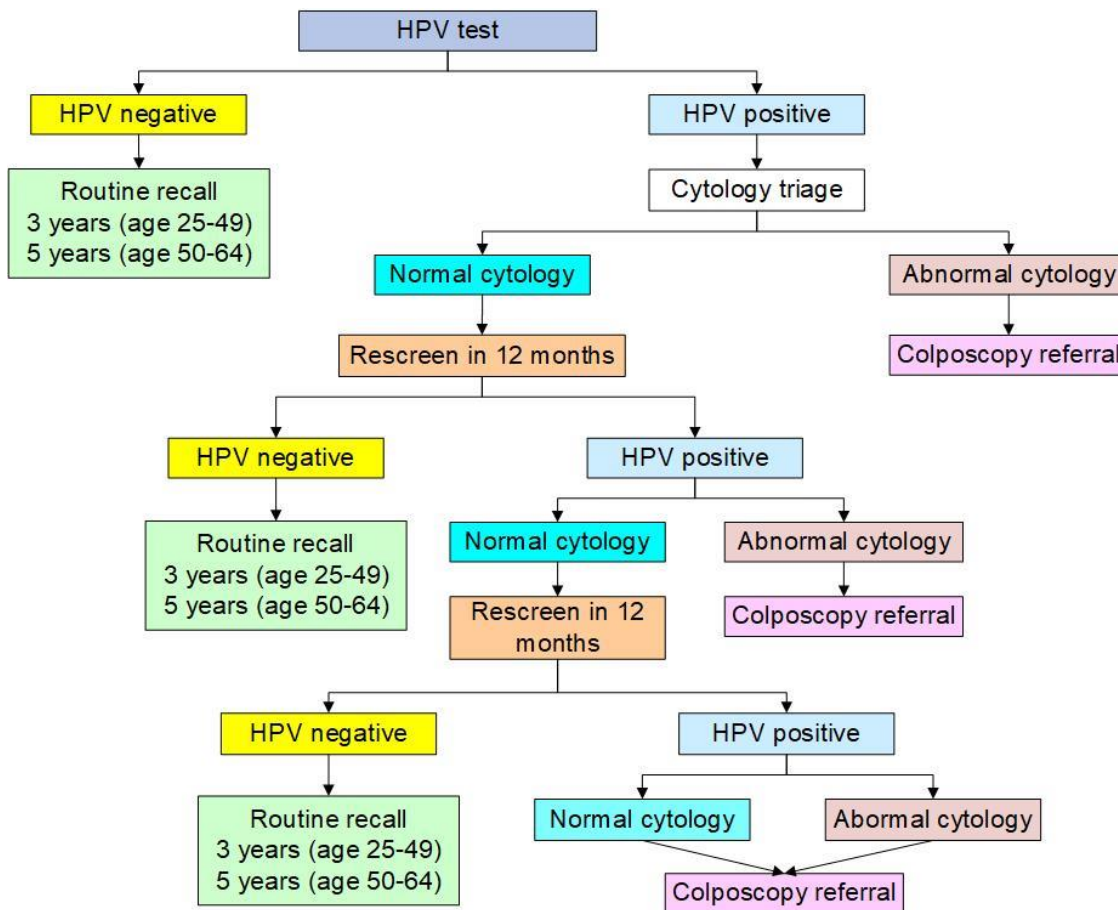 HPV test
HPV negative
HPV positive
Routine recall
3 years (age 25-49)
5 years (age 50-64)
Cytology triage
Normal cytology
Abnormal cytology
Rescreen in 12 months
Colposcopy referral
HPV negative
HPV positive
Routine recall
3 years (age 25-49)
5 years (age 50-64)
Normal cytology
Abnormal cytology
Rescreen in 12
months
Colposcopy referral
HPV negative
HPV positive
Routine recall
3 years (age 25-49)
5 years (age 50-64)
Normal cytology
Abormal cytology
Colposcopy referral